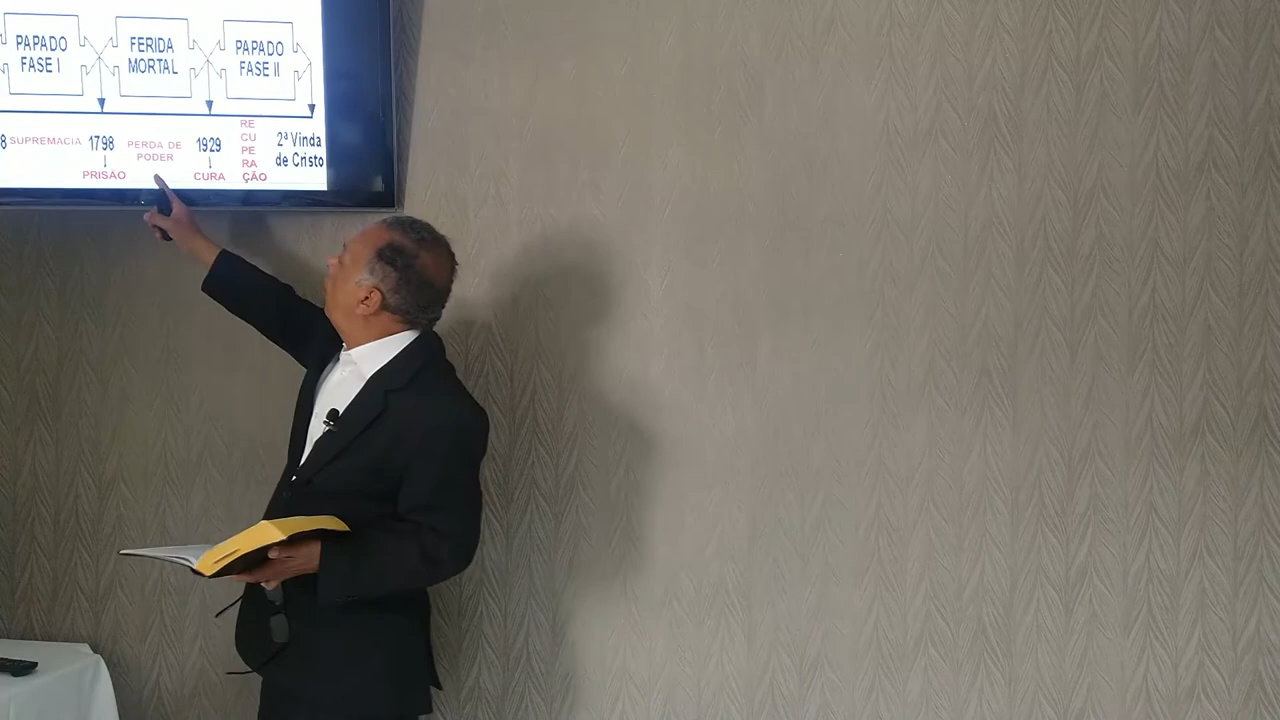 PAPADO
FASE I
FERIDA
MORTAL
PAPADO
FASE II
8 SUPREMACIA 1798
PRISÃO
PERDA DE
PODER
1929
CURA
RE
CU
PE
RA
ÇÃO
2ª Vinda
de Cristo